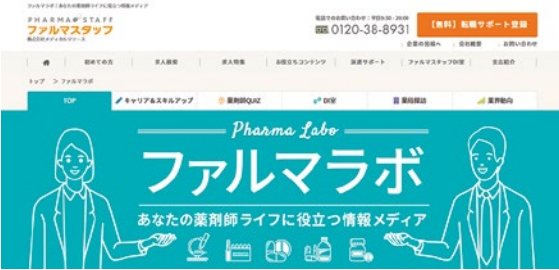 ファルマラボ｜あなたの薬剤師ライフに役立つ情報メディア
PHARMA STAFF
ファルマスタッフ
株式会社メディカルリソース
電話でのお問い合わせ：平日9:30 - 20:00
0120-38-8931
【無料】転職サポート登録
企業の皆様へ
会社概要
お問い合わせ
初めての方
求人検索
求人特集
お役立ちコンテンツ
派遣サポート
ファルマスタッフDI室
支店紹介
トップ > ファルマラボ
TOP
キャリア&スキルアップ
薬剤師QUIZ
DI室
薬局探訪
業界動向
Pharma Labo
ファルマラボ
あなたの薬剤師ライフに役立つ情報メディア